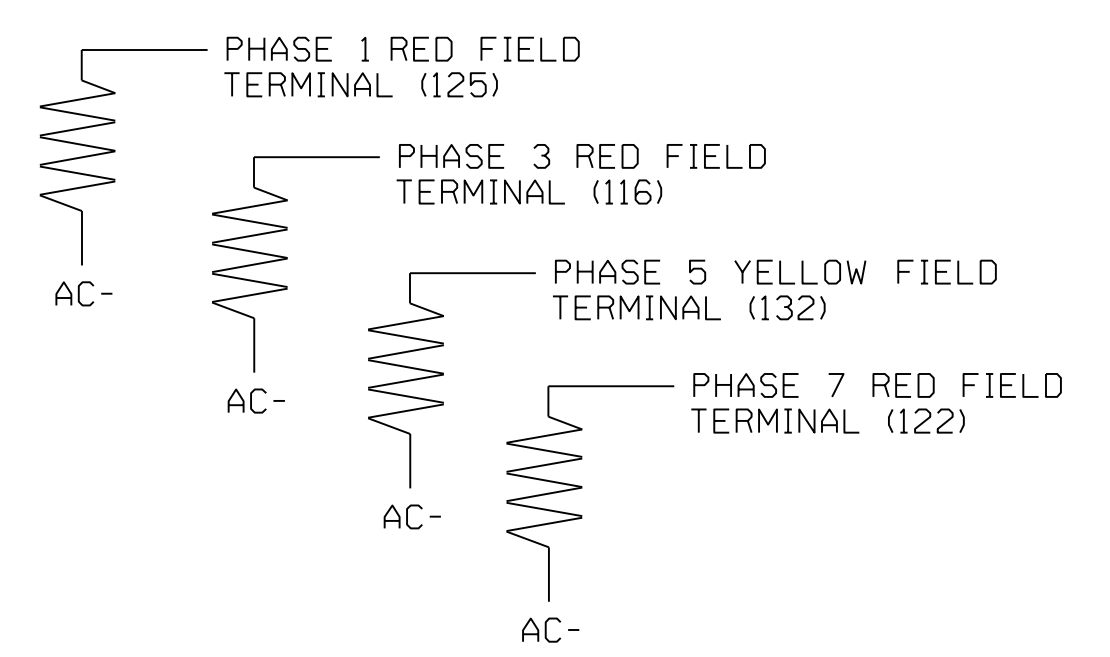 PHASE 1 RED FIELD
TERMINAL (125)
AC-
PHASE 3 RED FIELD
TERMINAL (116)
AC-
PHASE 5 YELLOW FIELD
TERMINAL (132)
AC-
PHASE 7 RED FIELD
TERMINAL (122)
AC-